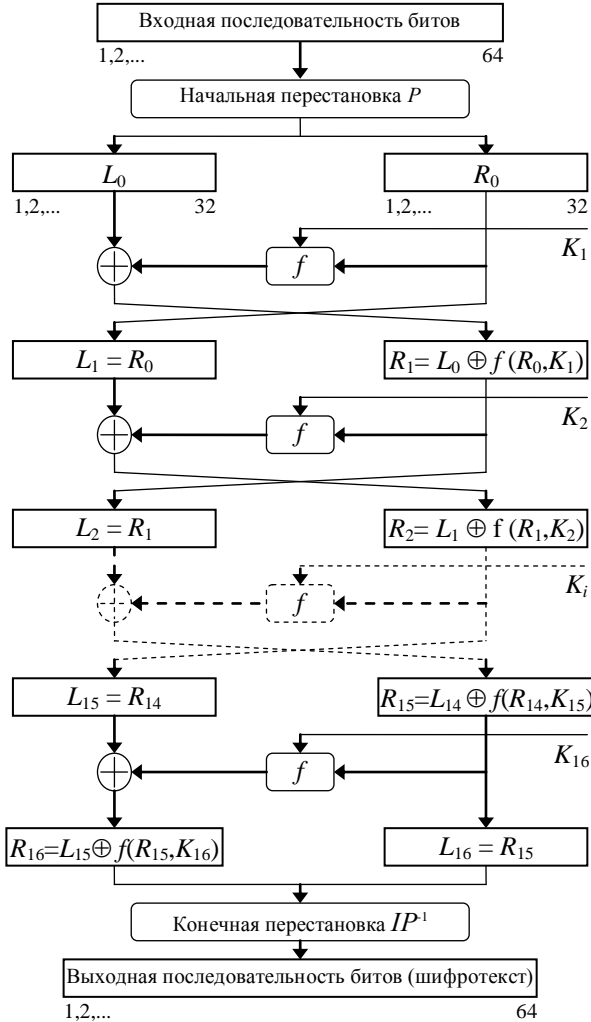 Входная последовательность битов
1,2,... 64
Начальная перестановка P
L₀ R₀
1,2,... 32 1,2,... 32
K₁
f
L₁ = R₀ R₁= L₀ ⊕ f (R₀,K₁)
K₂
f
L₂ = R₁ R₂= L₁ ⊕ f (R₁,K₂)
Kᵢ
f
L₁₅ = R₁₄ R₁₅=L₁₄ ⊕ f(R₁₄,K₁₅)
K₁₆
f
R₁₆=L₁₅⊕ f(R₁₅,K₁₆) L₁₆ = R₁₅
Конечная перестановка IP⁻¹
Выходная последовательность битов (шифротекст)
1,2,... 64